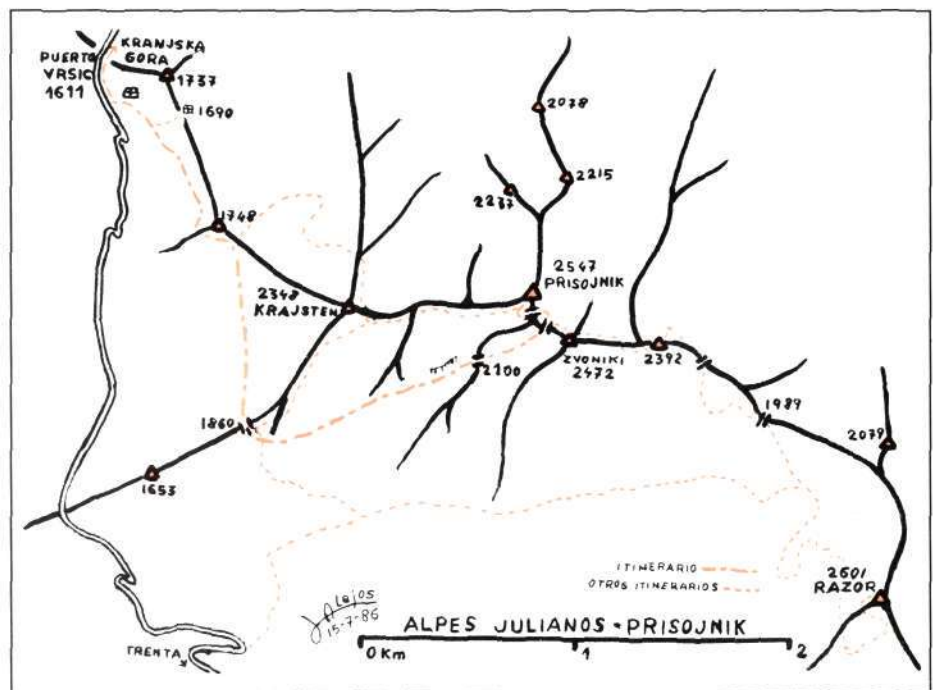 KRANJSKA
GORA
PUERTO
VRSIC
1611
1737
1690
1748
2078
2215
2237
2547
PRISOJNIK
2348
KRAJSTEN
ZVONIKI
2472
2392
2100
1989
1860
2079
1653
2601
RAZOR
ITINERARIO
OTROS ITINERARIOS
15-7-86
ALPES JULIANOS - PRISOJNIK
0 Km 1 2
TRENTA